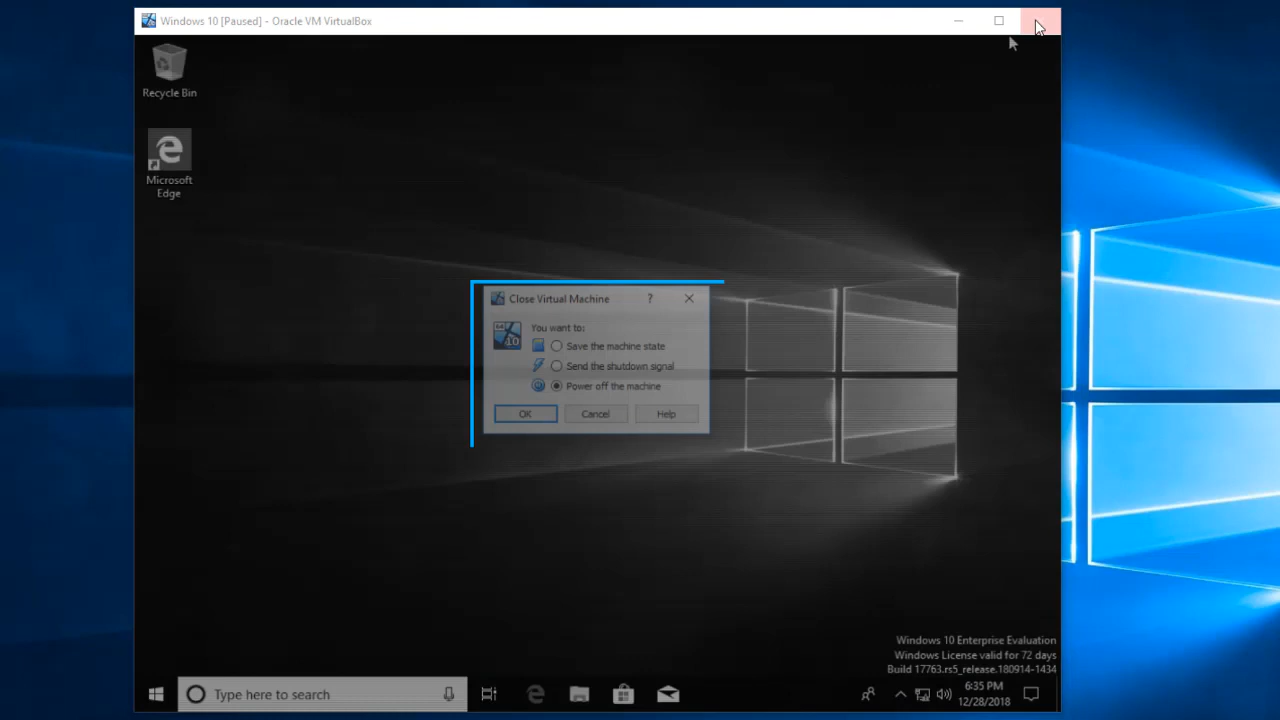 Windows 10 [Paused] - Oracle VM VirtualBox
Recycle Bin
Microsoft
Edge
Close Virtual Machine
?
64
10
You want to:
Save the machine state
Send the shutdown signal
Power off the machine
OK
Cancel
Help
Windows 10 Enterprise Evaluation
Windows License valid for 72 days
Build 17763.rs5_release.180914-1434
Type here to search
6:35 PM
12/28/2018